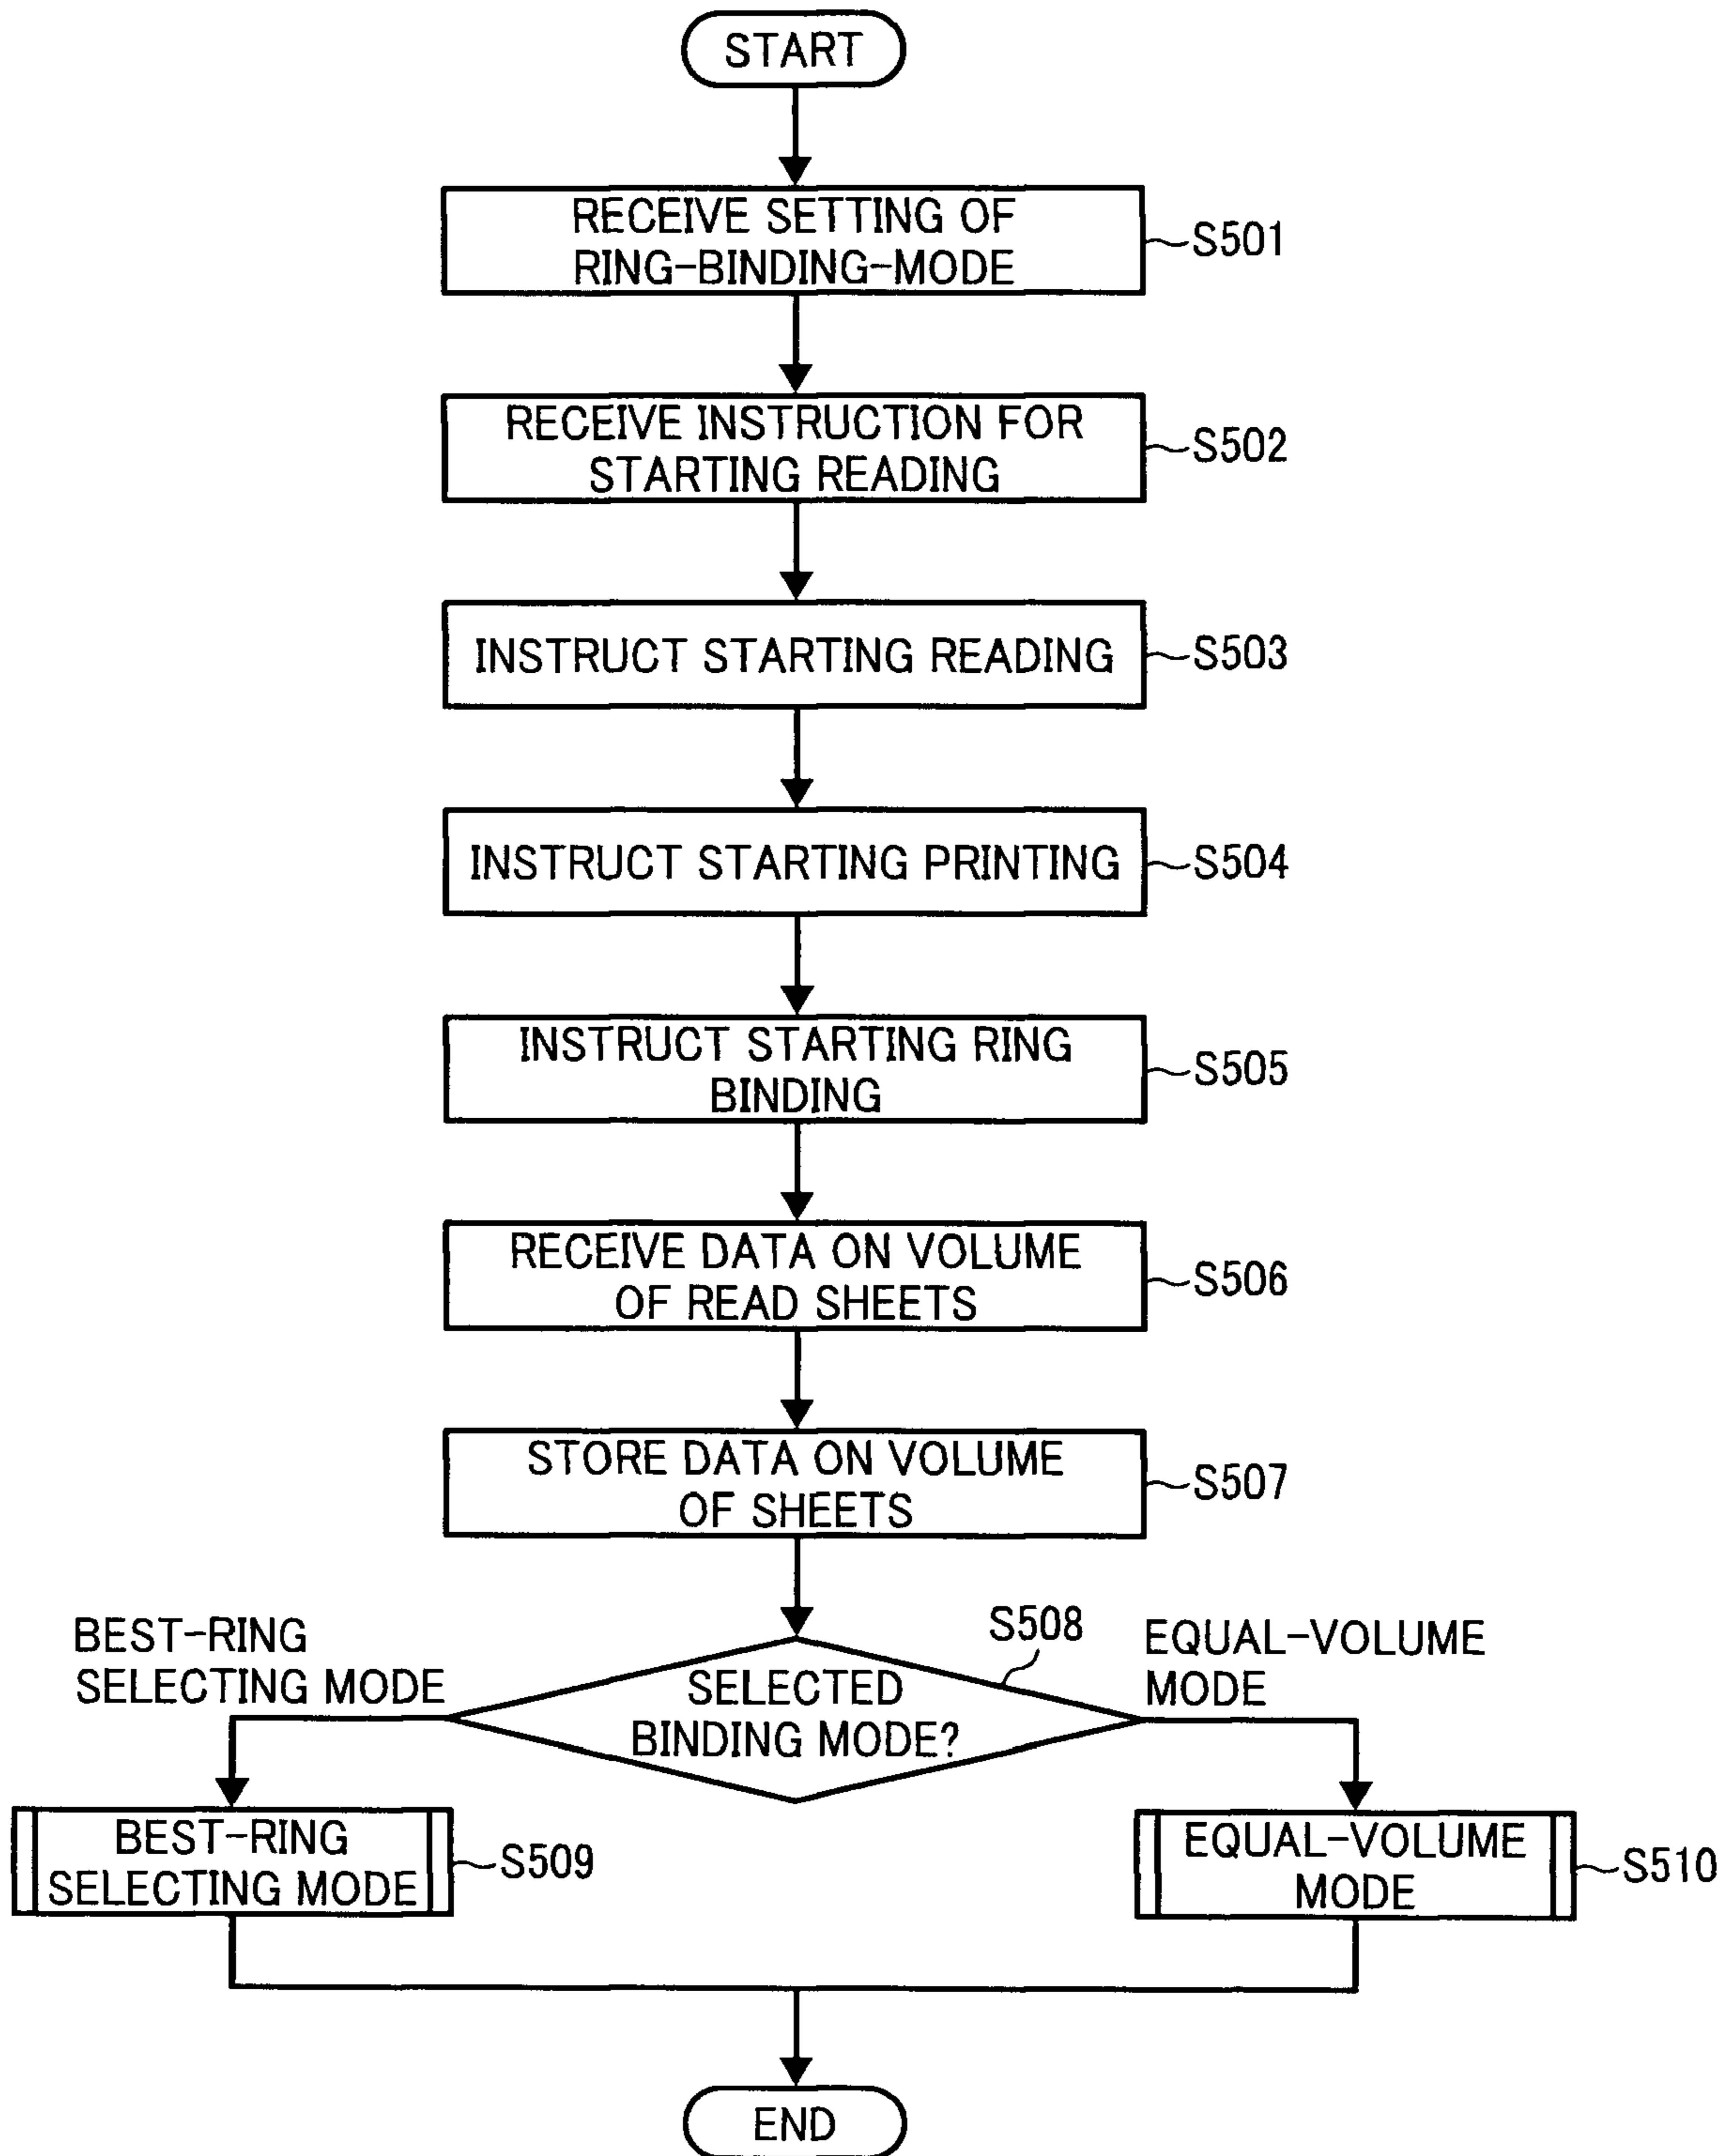 START
RECEIVE SETTING OF
RING-BINDING-MODE
S501
RECEIVE INSTRUCTION FOR
STARTING READING
S502
INSTRUCT STARTING READING
S503
INSTRUCT STARTING PRINTING
S504
INSTRUCT STARTING RING
BINDING
S505
RECEIVE DATA ON VOLUME
OF READ SHEETS
S506
STORE DATA ON VOLUME
OF SHEETS
S507
BEST-RING
SELECTING MODE
SELECTED
BINDING MODE?
S508
EQUAL-VOLUME
MODE
BEST-RING
SELECTING MODE
S509
EQUAL-VOLUME
MODE
S510
END